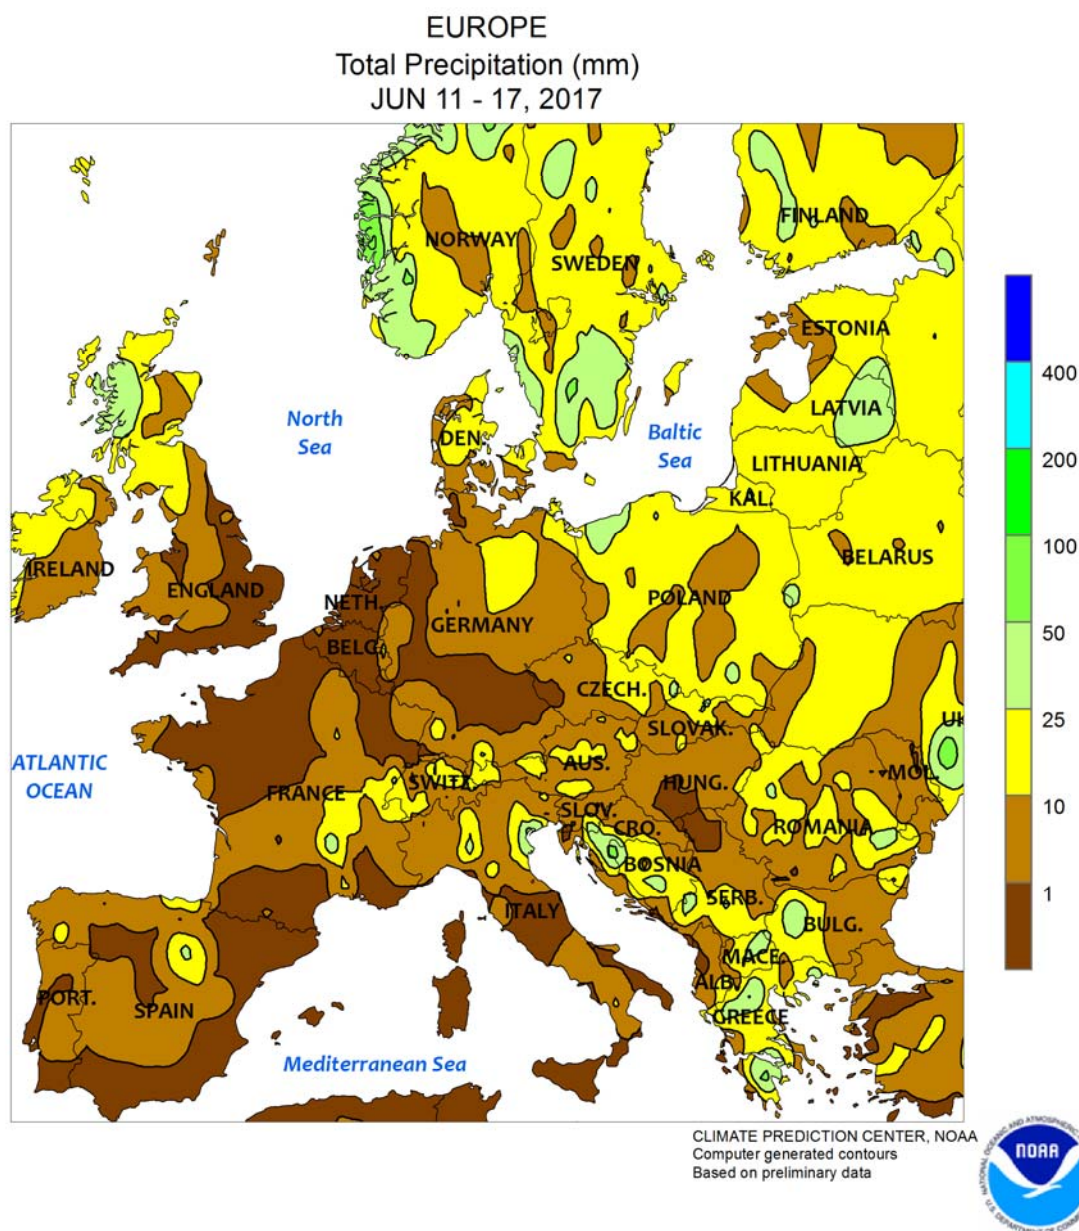 EUROPE
Total Precipitation (mm)
JUN 11 - 17, 2017
NORWAY
FINLAND
SWEDEN
ESTONIA
North
Sea
LATVIA
DEN.
Baltic
Sea
LITHUANIA
KAL.
IRELAND
ENGLAND
BELARUS
NETH.
POLAND
GERMANY
BELG.
CZECH.
SLOVAK.
UK
ATLANTIC
OCEAN
AUS.
MOL.
SWITZ.
HUNG.
FRANCE
SLOV.
CRO.
ROMANIA
BOSNIA
SERB.
ITALY
BULG.
MACE.
ALB.
PORT.
SPAIN
GREECE
Mediterranean Sea
400
200
100
50
25
10
1
CLIMATE PREDICTION CENTER, NOAA
Computer generated contours
Based on preliminary data
NOAA